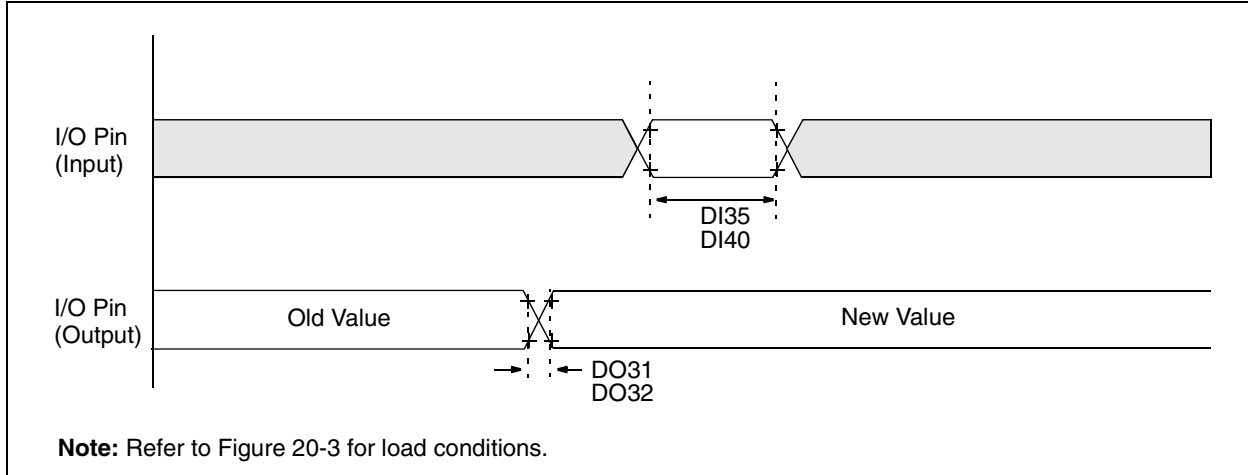 I/O Pin
(Input)
DI35
DI40
I/O Pin
(Output)
Old Value
New Value
DO31
DO32
Note: Refer to Figure 20-3 for load conditions.